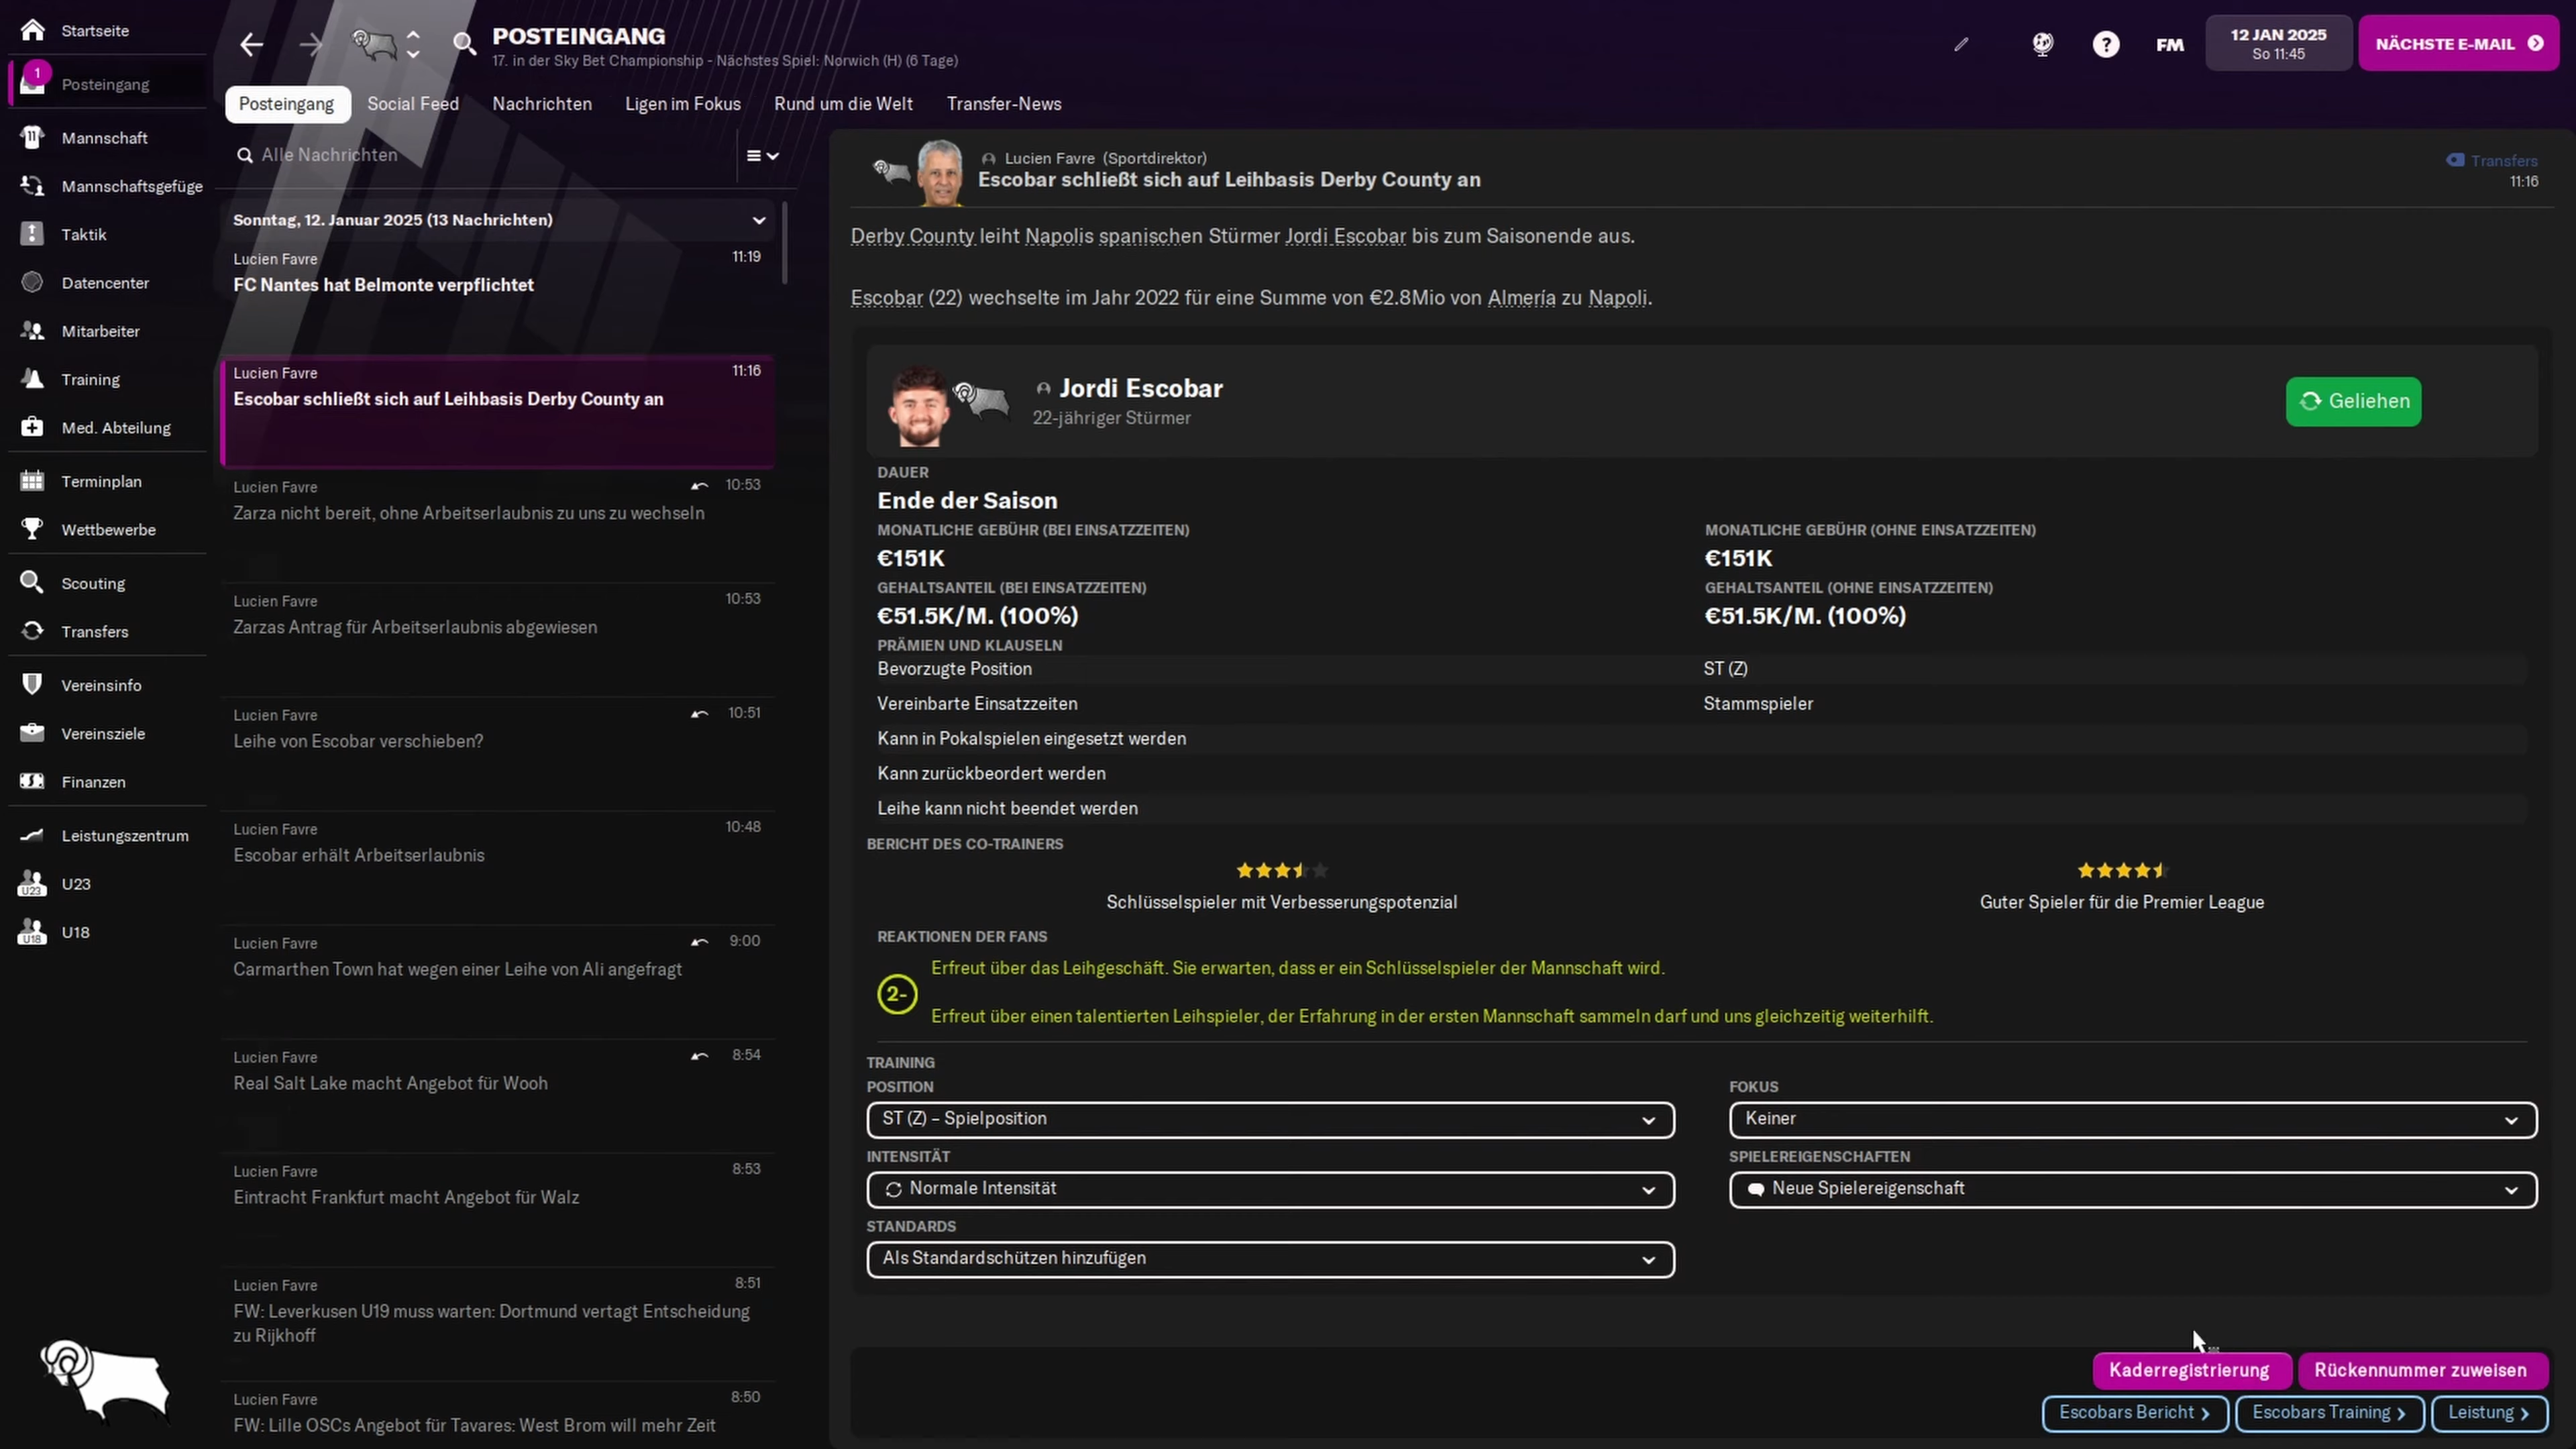 Startseite
1
Posteingang
Mannschaft
Mannschaftsgefüge
Taktik
Datencenter
Mitarbeiter
Training
Med. Abteilung
Terminplan
Wettbewerbe
Scouting
Transfers
Vereinsinfo
Vereinsziele
Finanzen
Leistungszentrum
U23
U23
U18
U18
POSTEINGANG
17. in der Sky Bet Championship - Nächstes Spiel: Norwich (H) (6 Tage)
FM
12 JAN 2025
So 11:45
NÄCHSTE E-MAIL
Posteingang Social Feed Nachrichten Ligen im Fokus Rund um die Welt Transfer-News
Alle Nachrichten
Sonntag, 12. Januar 2025 (13 Nachrichten)
Lucien Favre 11:19
FC Nantes hat Belmonte verpflichtet
Lucien Favre 11:16
Escobar schließt sich auf Leihbasis Derby County an
Lucien Favre 10:53
Zarza nicht bereit, ohne Arbeitserlaubnis zu uns zu wechseln
Lucien Favre 10:53
Zarzas Antrag für Arbeitserlaubnis abgewiesen
Lucien Favre 10:51
Leihe von Escobar verschieben?
Lucien Favre 10:48
Escobar erhält Arbeitserlaubnis
Lucien Favre 9:00
Carmarthen Town hat wegen einer Leihe von Ali angefragt
Lucien Favre 8:54
Real Salt Lake macht Angebot für Wooh
Lucien Favre 8:53
Eintracht Frankfurt macht Angebot für Walz
Lucien Favre 8:51
FW: Leverkusen U19 muss warten: Dortmund vertagt Entscheidung
zu Rijkhoff
Lucien Favre 8:50
FW: Lille OSCs Angebot für Tavares: West Brom will mehr Zeit
Lucien Favre (Sportdirektor)
Escobar schließt sich auf Leihbasis Derby County an
Transfers
11:16
Derby County leiht Napolis spanischen Stürmer Jordi Escobar bis zum Saisonende aus.
Escobar (22) wechselte im Jahr 2022 für eine Summe von €2.8Mio von Almería zu Napoli.
Jordi Escobar
22-jähriger Stürmer
Geliehen
DAUER
Ende der Saison
MONATLICHE GEBÜHR (BEI EINSATZZEITEN) MONATLICHE GEBÜHR (OHNE EINSATZZEITEN)
€151K €151K
GEHALTSANTEIL (BEI EINSATZZEITEN) GEHALTSANTEIL (OHNE EINSATZZEITEN)
€51.5K/M. (100%) €51.5K/M. (100%)
PRÄMIEN UND KLAUSELN
Bevorzugte Position ST (Z)
Vereinbarte Einsatzzeiten Stammspieler
Kann in Pokalspielen eingesetzt werden
Kann zurückbeordert werden
Leihe kann nicht beendet werden
BERICHT DES CO-TRAINERS
Schlüsselspieler mit Verbesserungspotenzial Guter Spieler für die Premier League
REAKTIONEN DER FANS
2-
Erfreut über das Leihgeschäft. Sie erwarten, dass er ein Schlüsselspieler der Mannschaft wird.
Erfreut über einen talentierten Leihspieler, der Erfahrung in der ersten Mannschaft sammeln darf und uns gleichzeitig weiterhilft.
TRAINING
POSITION FOKUS
ST (Z) – Spielposition Keiner
INTENSITÄT SPIELEREIGENSCHAFTEN
Normale Intensität Neue Spielereigenschaft
STANDARDS
Als Standardschützen hinzufügen
Kaderregistrierung Rückennummer zuweisen
Escobars Bericht Escobars Training Leistung